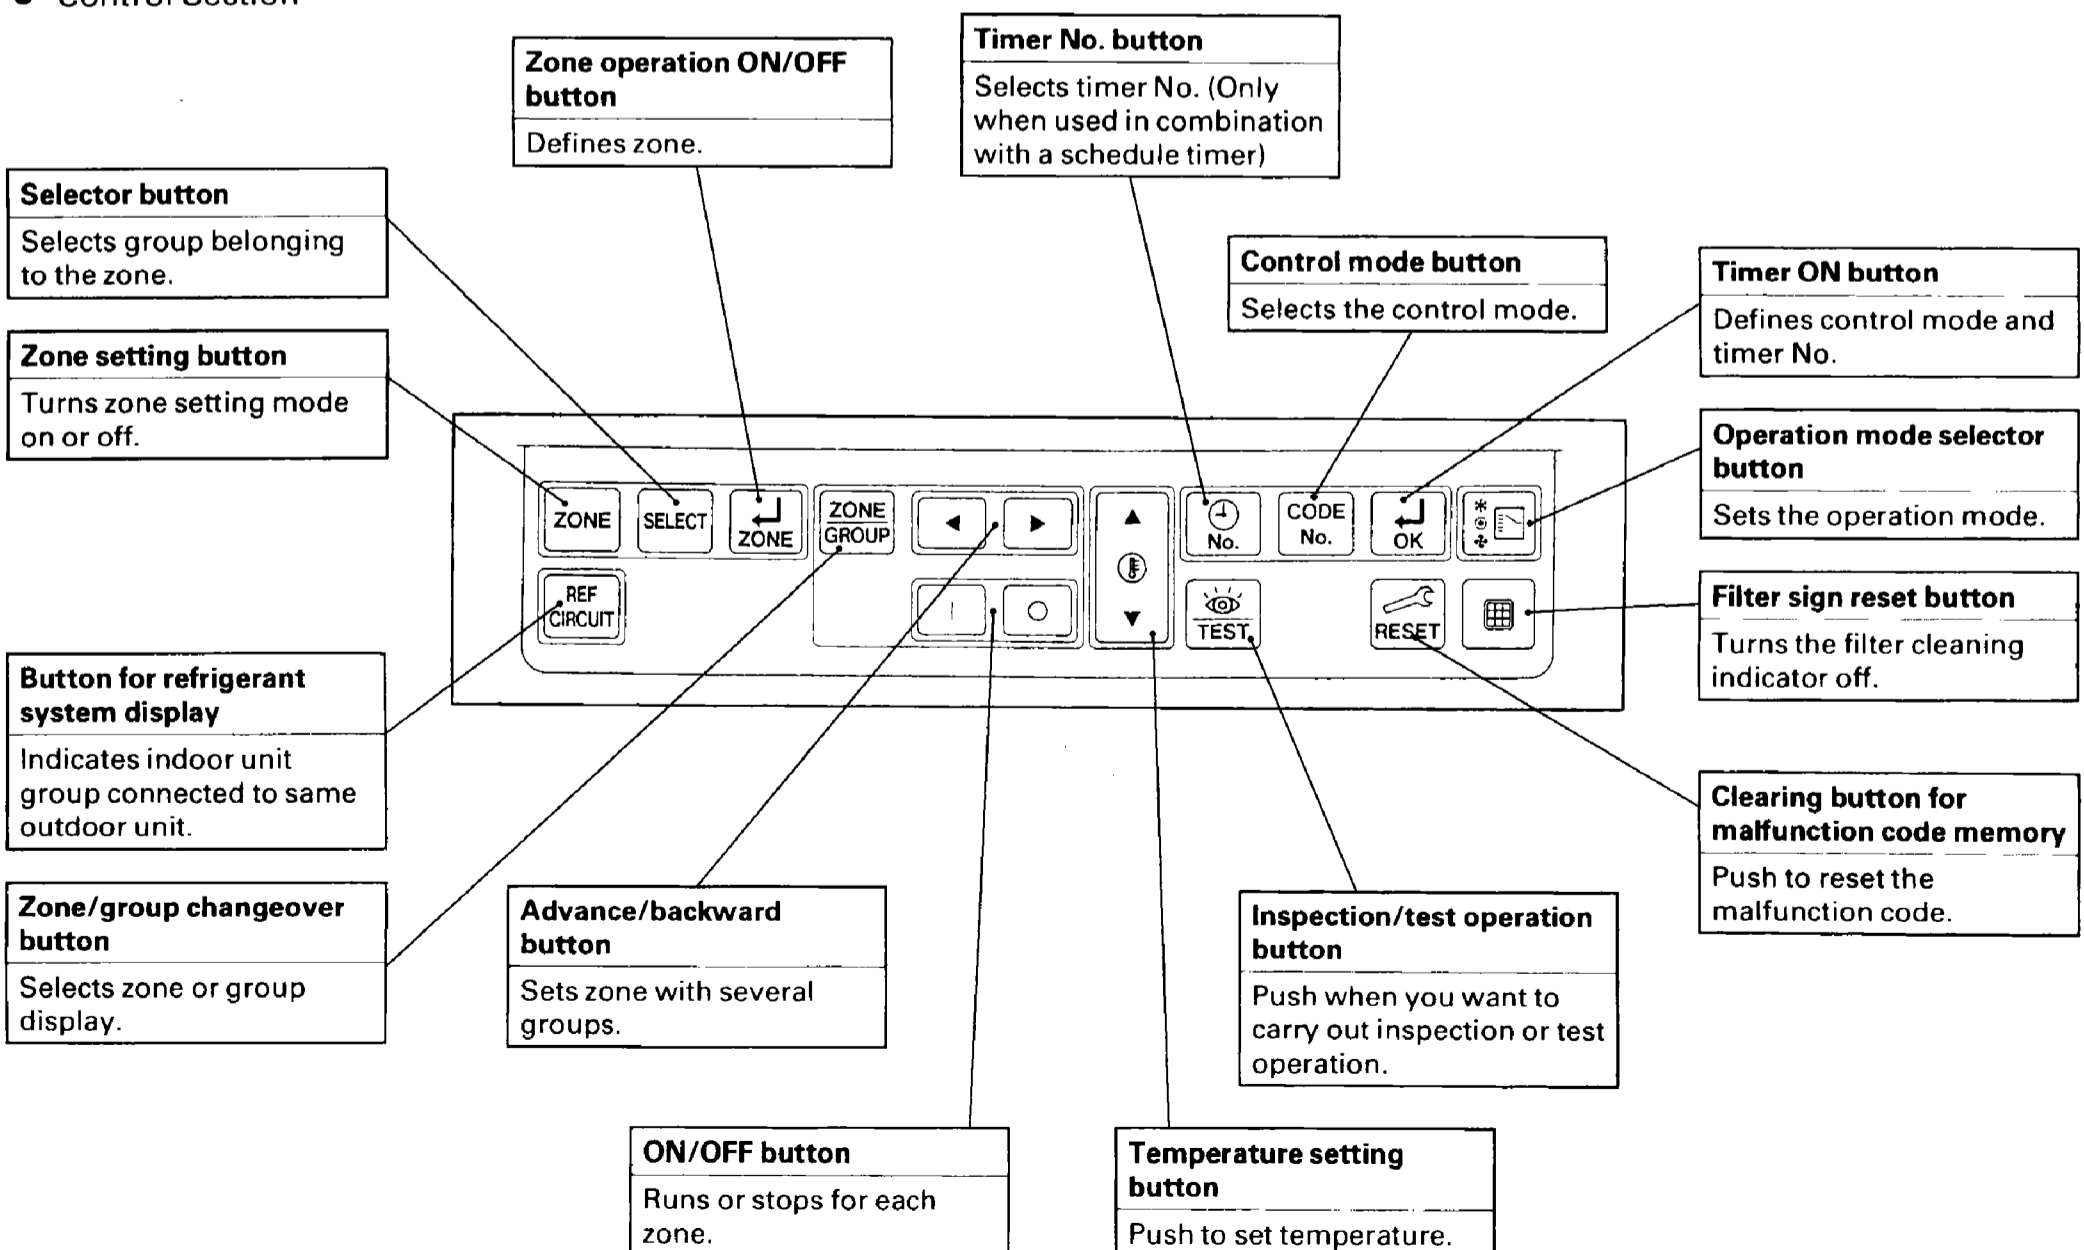 Control Section
Timer No. button
Selects timer No. (Only
when used in combination
with a schedule timer)
Zone operation ON/OFF
button
Defines zone.
Selector button
Selects group belonging
to the zone.
Control mode button
Selects the control mode.
Timer ON button
Defines control mode and
timer No.
Zone setting button
Turns zone setting mode
on or off.
Operation mode selector
button
Sets the operation mode.
ZONE
SELECT
ZONE
ZONE
GROUP
No.
CODE
No.
OK
REF
CIRCUIT
TEST
RESET
Filter sign reset button
Turns the filter cleaning
indicator off.
Button for refrigerant
system display
Indicates indoor unit
group connected to same
outdoor unit.
Clearing button for
malfunction code memory
Push to reset the
malfunction code.
Zone/group changeover
button
Selects zone or group
display.
Advance/backward
button
Sets zone with several
groups.
Inspection/test operation
button
Push when you want to
carry out inspection or test
operation.
ON/OFF button
Runs or stops for each
zone.
Temperature setting
button
Push to set temperature.